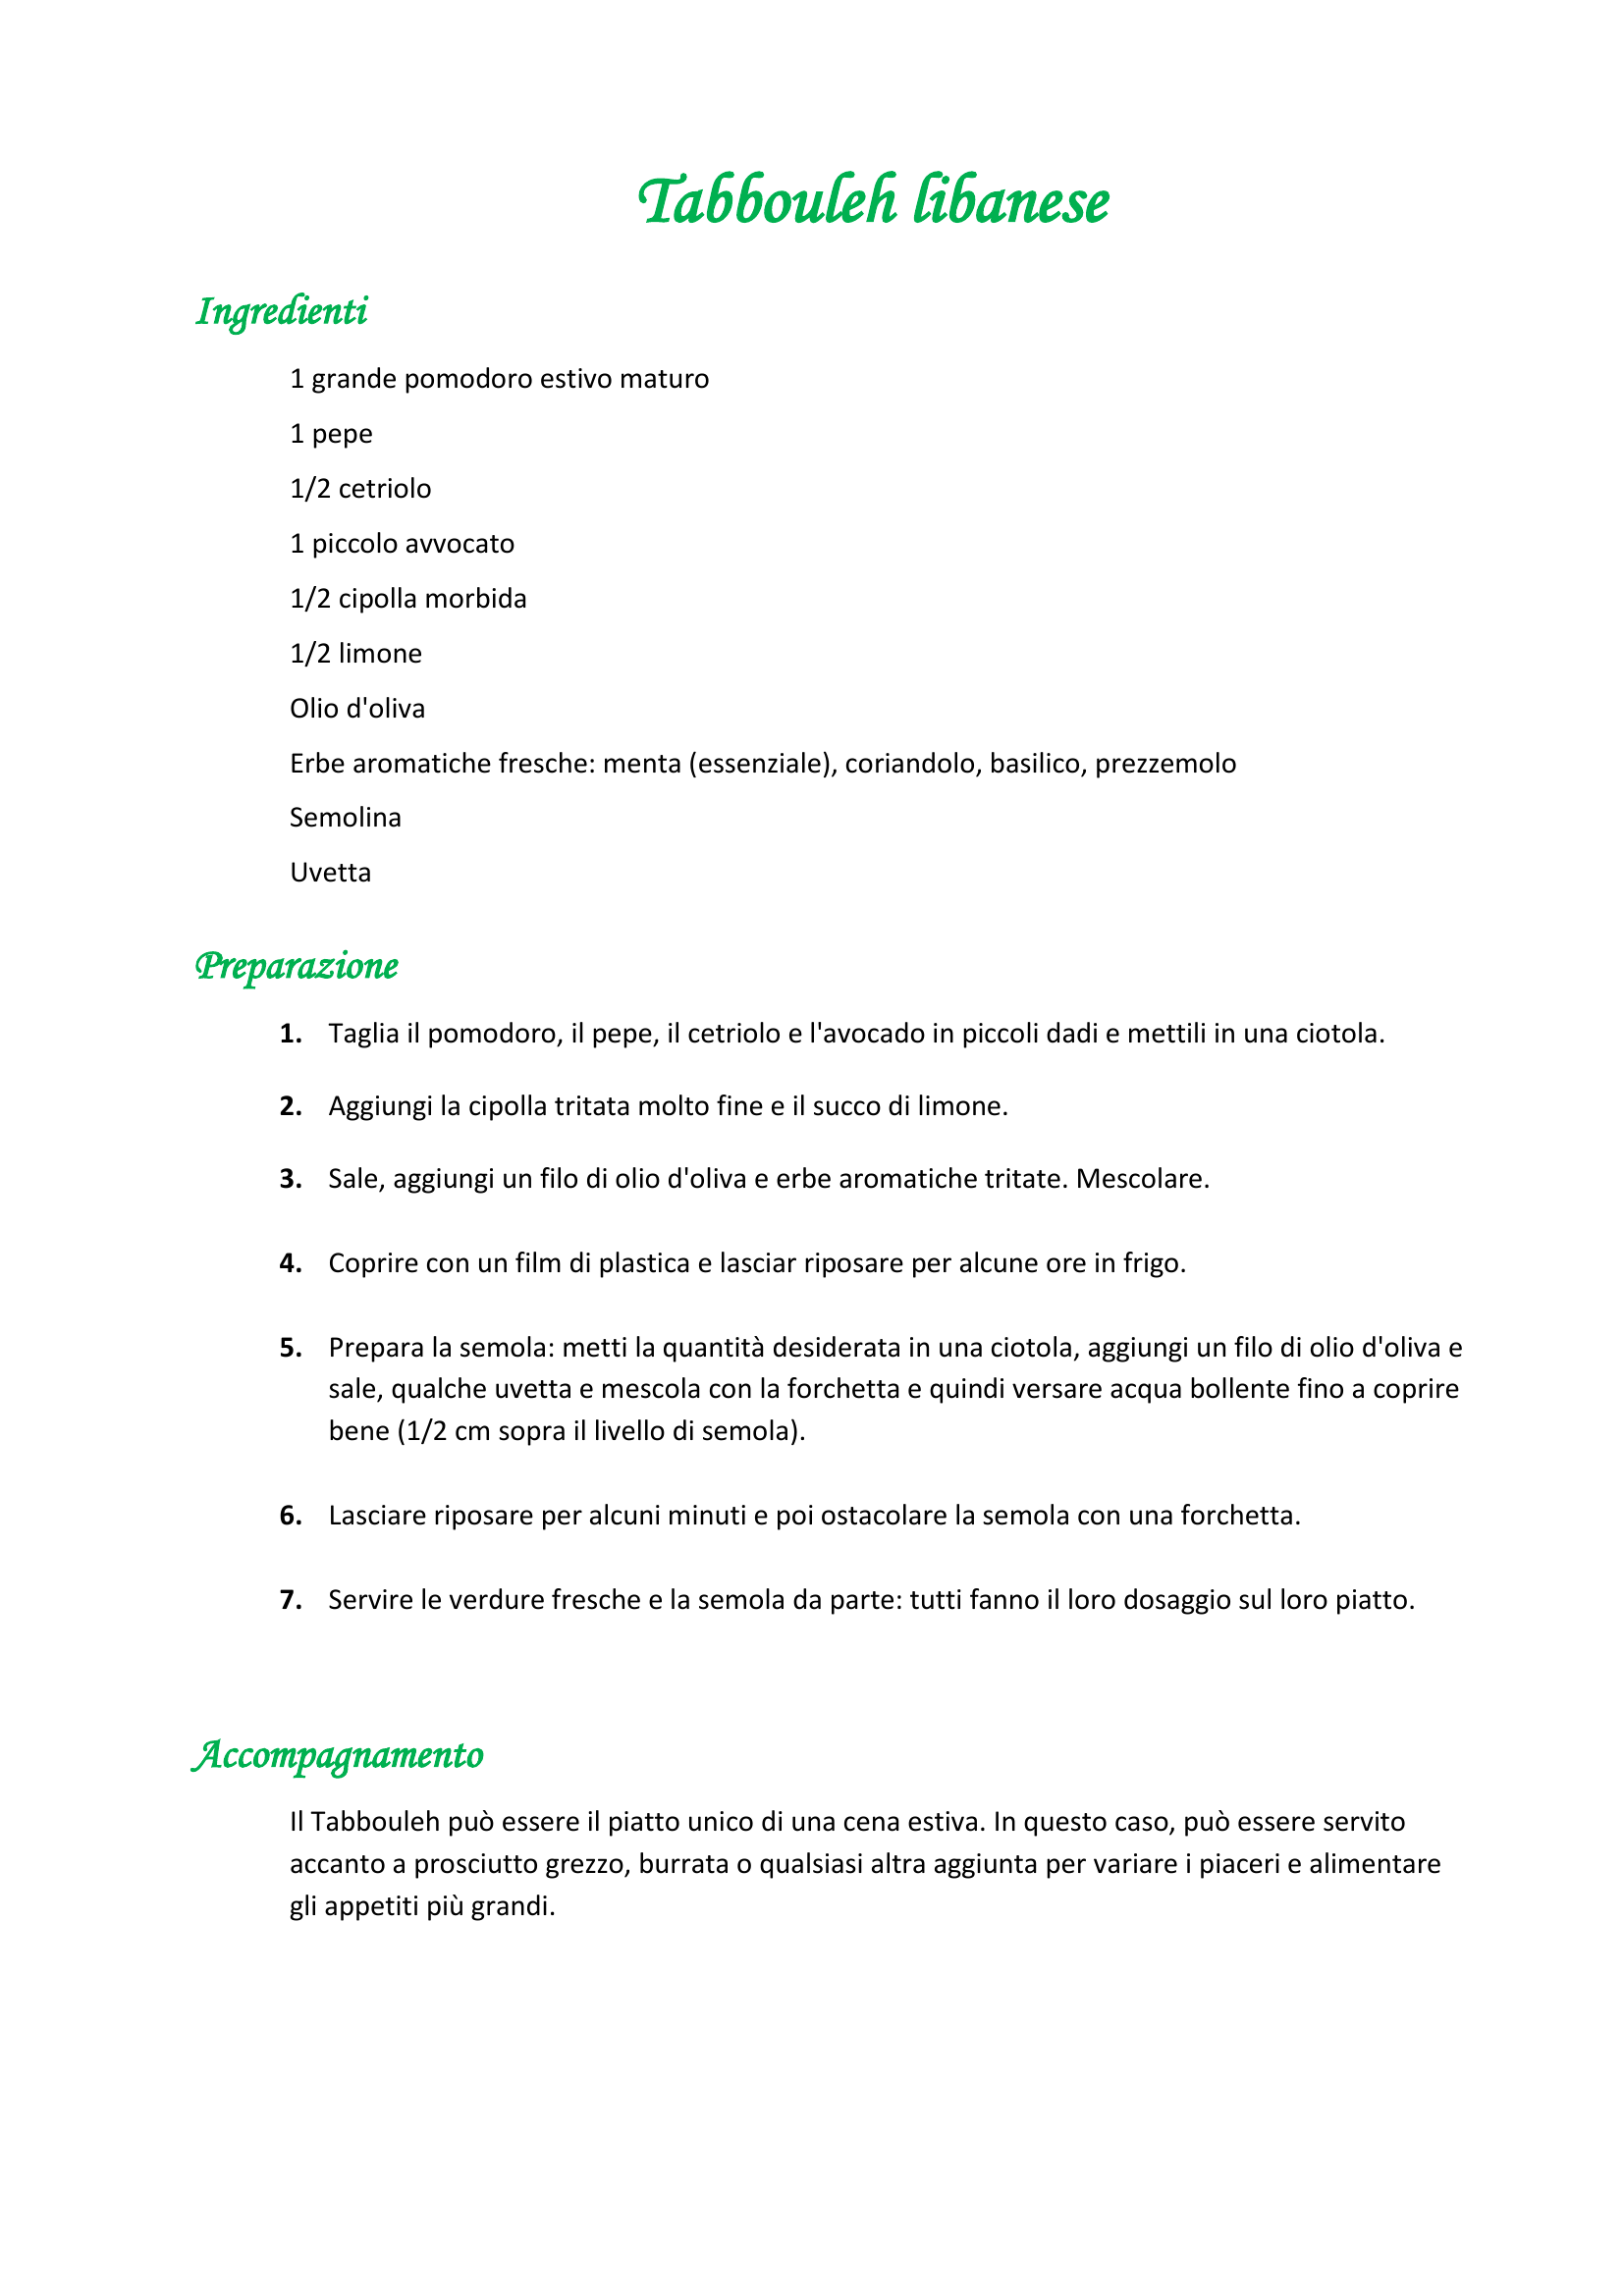 Tabbouleh libanese
Ingredienti
1 grande pomodoro estivo maturo
1 pepe
1/2 cetriolo
1 piccolo avvocato
1/2 cipolla morbida
1/2 limone
Olio d'oliva
Erbe aromatiche fresche: menta (essenziale), coriandolo, basilico, prezzemolo
Semolina
Uvetta
Preparazione
1. Taglia il pomodoro, il pepe, il cetriolo e l'avocado in piccoli dadi e mettili in una ciotola.
2. Aggiungi la cipolla tritata molto fine e il succo di limone.
3. Sale, aggiungi un filo di olio d'oliva e erbe aromatiche tritate. Mescolare.
4. Coprire con un film di plastica e lasciar riposare per alcune ore in frigo.
5. Prepara la semola: metti la quantità desiderata in una ciotola, aggiungi un filo di olio d'oliva e
sale, qualche uvetta e mescola con la forchetta e quindi versare acqua bollente fino a coprire
bene (1/2 cm sopra il livello di semola).
6. Lasciare riposare per alcuni minuti e poi ostacolare la semola con una forchetta.
7. Servire le verdure fresche e la semola da parte: tutti fanno il loro dosaggio sul loro piatto.
Accompagnamento
Il Tabbouleh può essere il piatto unico di una cena estiva. In questo caso, può essere servito
accanto a prosciutto grezzo, burrata o qualsiasi altra aggiunta per variare i piaceri e alimentare
gli appetiti più grandi.